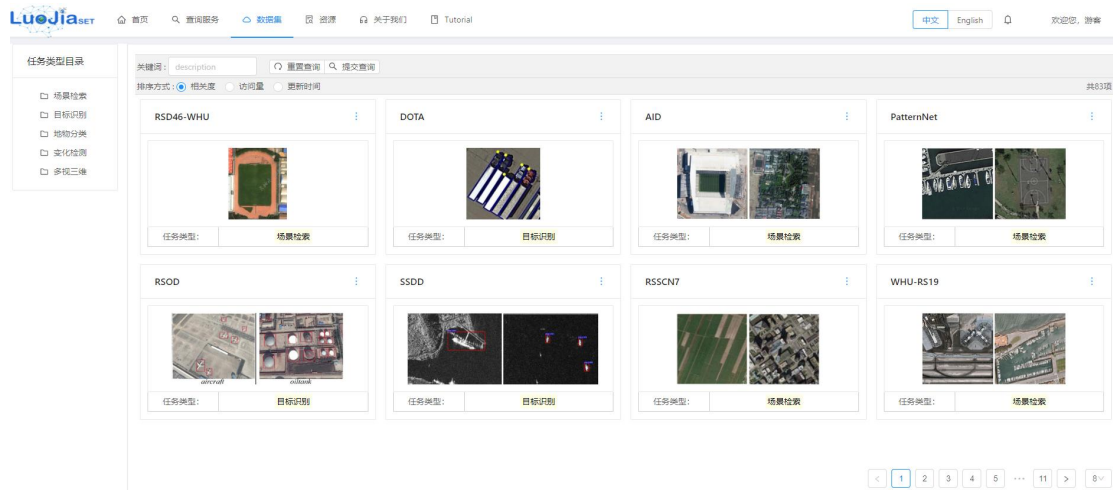 LuoJiaSET 首页 查询服务 数据集 资源 关于我们 Tutorial 中文 English 欢迎您, 游客
任务类型目录
场景检索
目标识别
地物分类
变化检测
多视三维
关键词: description 重置查询 提交查询
排序方式: 相关度 访问量 更新时间 共83项
RSD46-WHU DOTA AID PatternNet
任务类型: 场景检索 任务类型: 目标识别 任务类型: 场景检索 任务类型: 场景检索
RSOD SSDD RSSCN7 WHU-RS19
aircraft oiltank
任务类型: 目标识别 任务类型: 目标识别 任务类型: 场景检索 任务类型: 场景检索
< 1 2 3 4 5 ••• 11 > 8